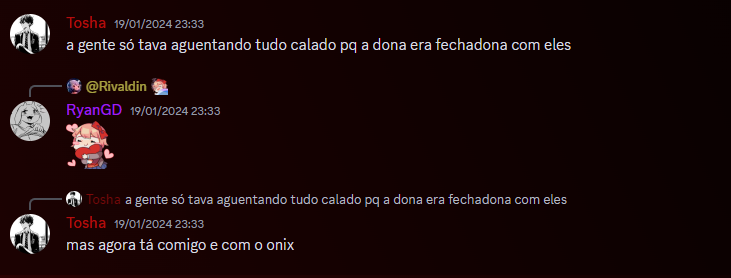 Tosha 19/01/2024 23:33
a gente só tava aguentando tudo calado pq a dona era fechadona com eles
@Rivaldin
RyanGD 19/01/2024 23:33
Tosha a gente só tava aguentando tudo calado pq a dona era fechadona com eles
Tosha 19/01/2024 23:33
mas agora tá comigo e com o onix